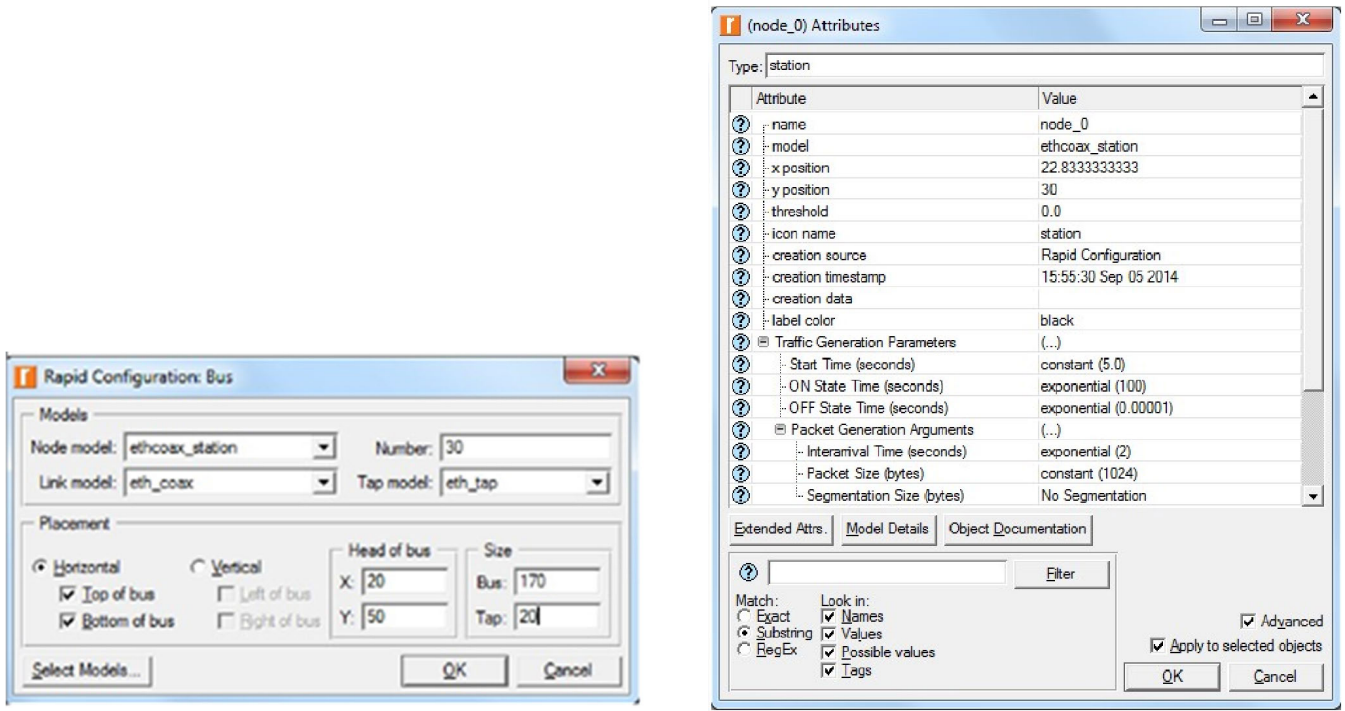 Rapid Configuration: Bus
Models
Node model: ethcoax_station Number: 30
Link model: eth_coax Tap model: eth_tap
Placement
Horizontal Vertical Head of bus Size
Top of bus Left of bus X: 20 Bus: 170
Bottom of bus Right of bus Y: 50 Tap: 20
Select Models... OK Cancel
(node_0) Attributes
Type: station
Attribute Value
name node_0
model ethcoax_station
x position 22.8333333333
y position 30
threshold 0.0
icon name station
creation source Rapid Configuration
creation timestamp 15:55:30 Sep 05 2014
creation data
label color black
Traffic Generation Parameters (...)
Start Time (seconds) constant (5.0)
ON State Time (seconds) exponential (100)
OFF State Time (seconds) exponential (0.00001)
Packet Generation Arguments (...)
Interarrival Time (seconds) exponential (2)
Packet Size (bytes) constant (1024)
Segmentation Size (bytes) No Segmentation
Extended Attrs. Model Details Object Documentation
Filter
Match: Look in:
Exact Names
Substring Values
RegEx Possible values
Tags
Advanced
Apply to selected objects
OK Cancel